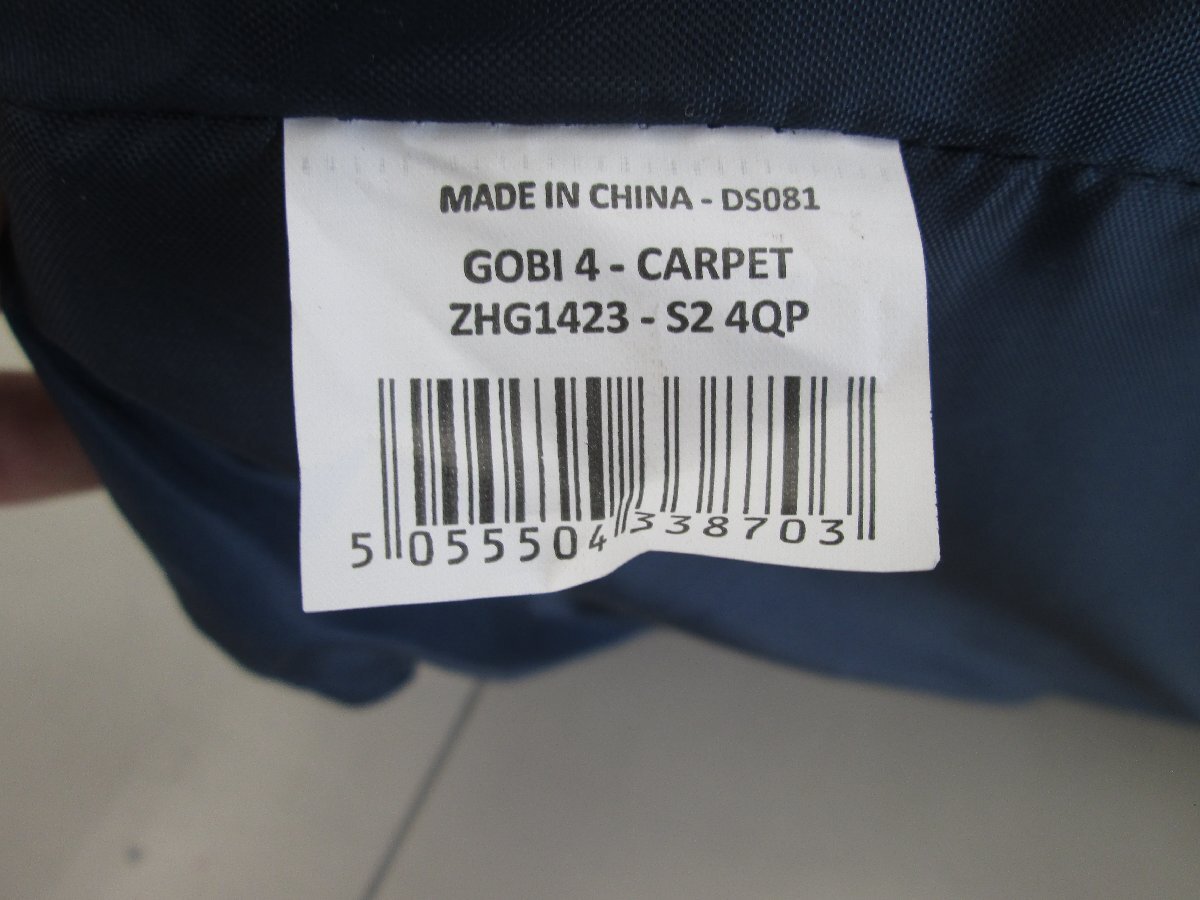 MADE IN CHINA - DS081
GOBI 4 - CARPET
ZHG1423 - S2 4QP
5 055504 338703